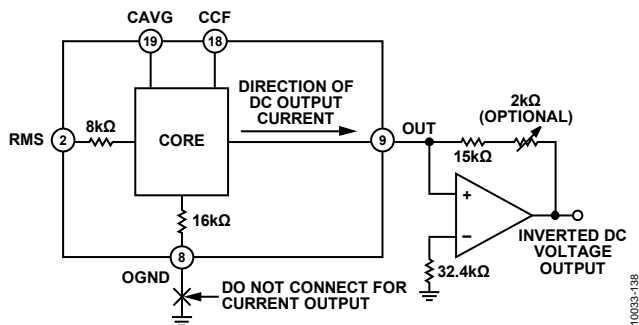 CAVG
CCF
19
18
DIRECTION OF
DC OUTPUT
CURRENT
2kΩ
(OPTIONAL)
RMS
2
8kΩ
CORE
9
OUT
15kΩ
16kΩ
+
−
INVERTED DC
VOLTAGE
OUTPUT
8
32.4kΩ
OGND
DO NOT CONNECT FOR
CURRENT OUTPUT
10033-138